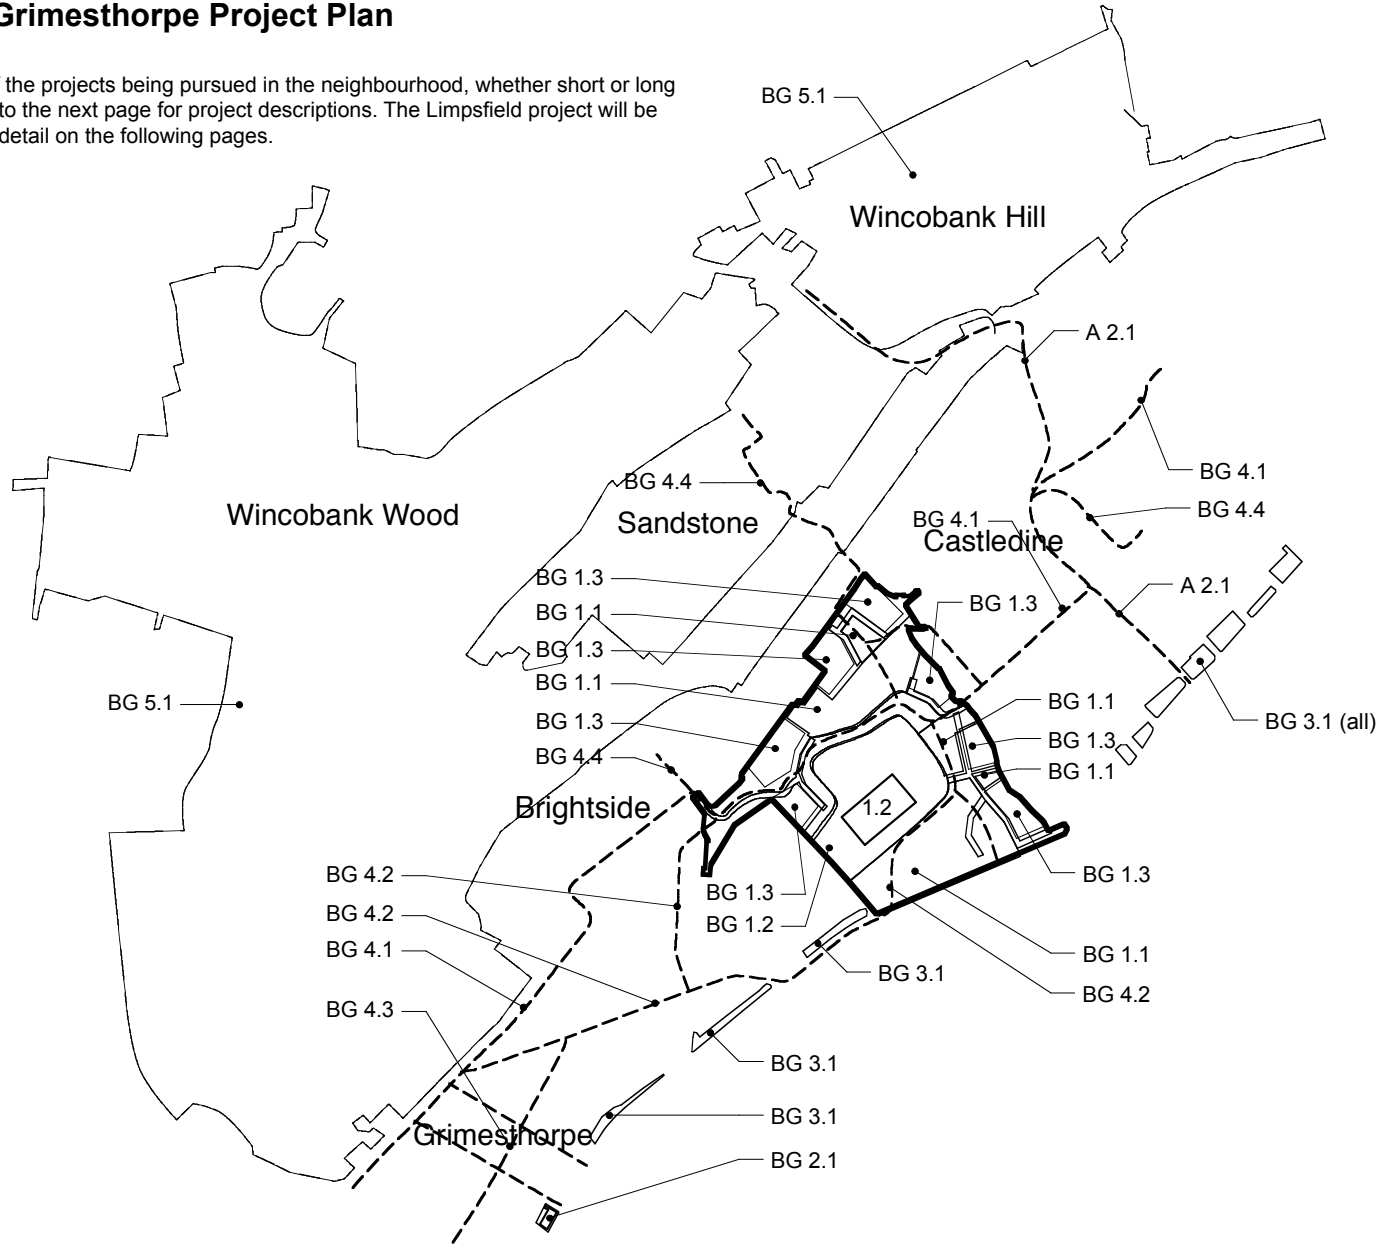 Grimesthorpe Project Plan
the projects being pursued in the neighbourhood, whether short or long
to the next page for project descriptions. The Limpsfield project will be
detail on the following pages.
BG 5.1
Wincobank Hill
A 2.1
BG 4.1
BG 4.4
BG 4.4
Wincobank Wood
Sandstone
BG 4.1
Castledine
BG 1.3
BG 1.1
BG 1.3
BG 1.1
BG 1.3
BG 4.4
BG 1.3
A 2.1
BG 5.1
BG 1.1
BG 3.1 (all)
BG 1.3
BG 1.1
Brightside
1.2
BG 4.2
BG 1.3
BG 1.3
BG 4.2
BG 1.2
BG 4.1
BG 1.1
BG 3.1
BG 4.2
BG 4.3
BG 3.1
BG 3.1
Grimesthorpe
BG 2.1